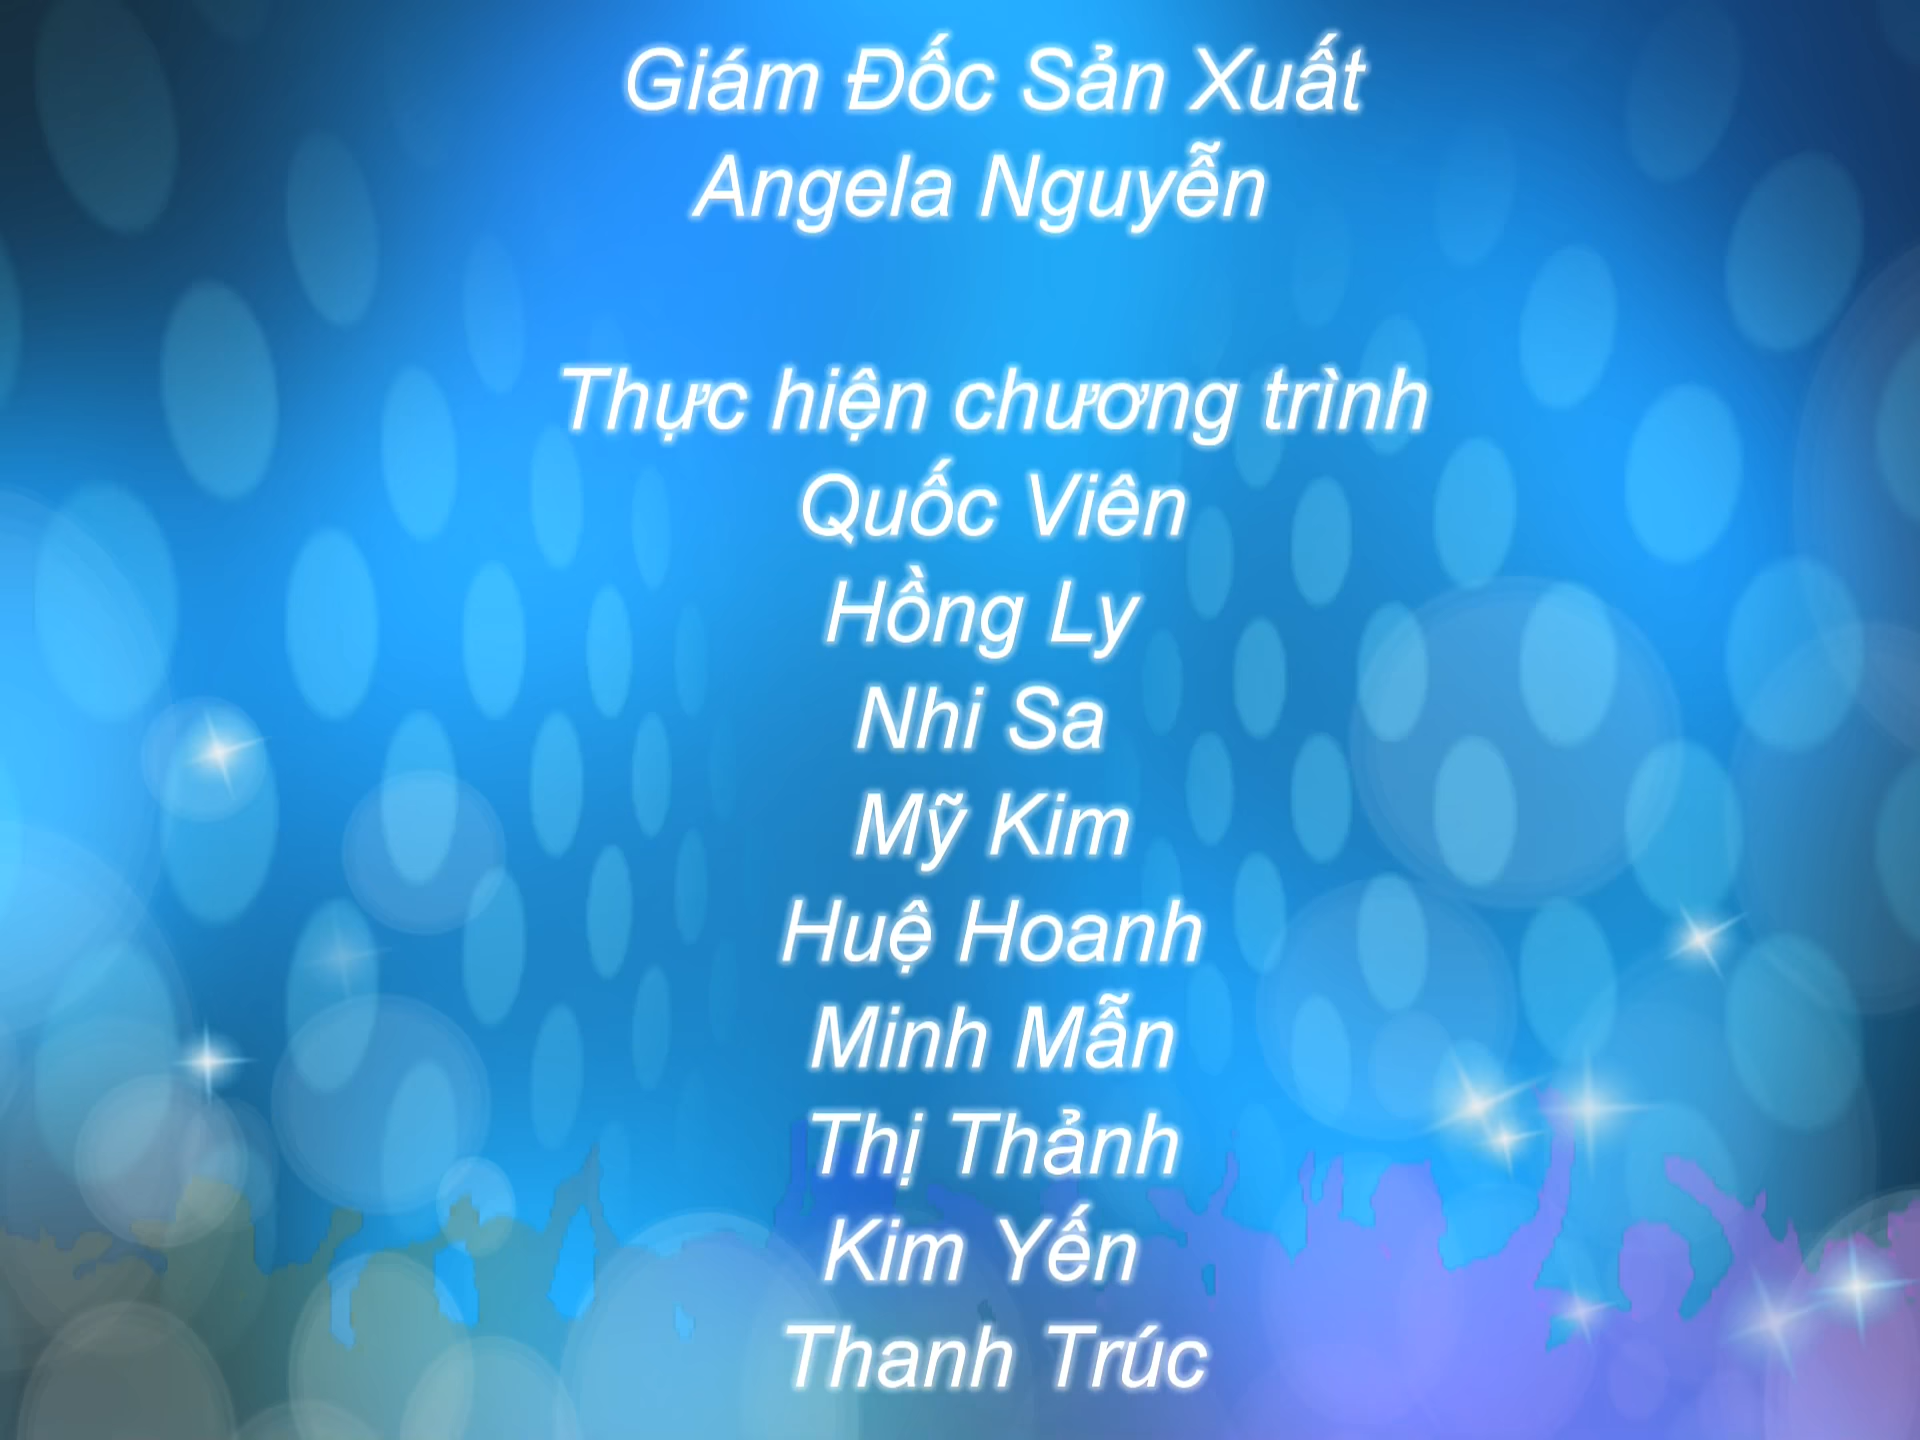 Giám Đốc Sản Xuất
Angela Nguyễn
Thực hiện chương trình
Quốc Viên
Hồng Ly
Nhi Sa
Mỹ Kim
Huệ Hoanh
Minh Mẫn
Thị Thảnh
Kim Yến
Thanh Trúc